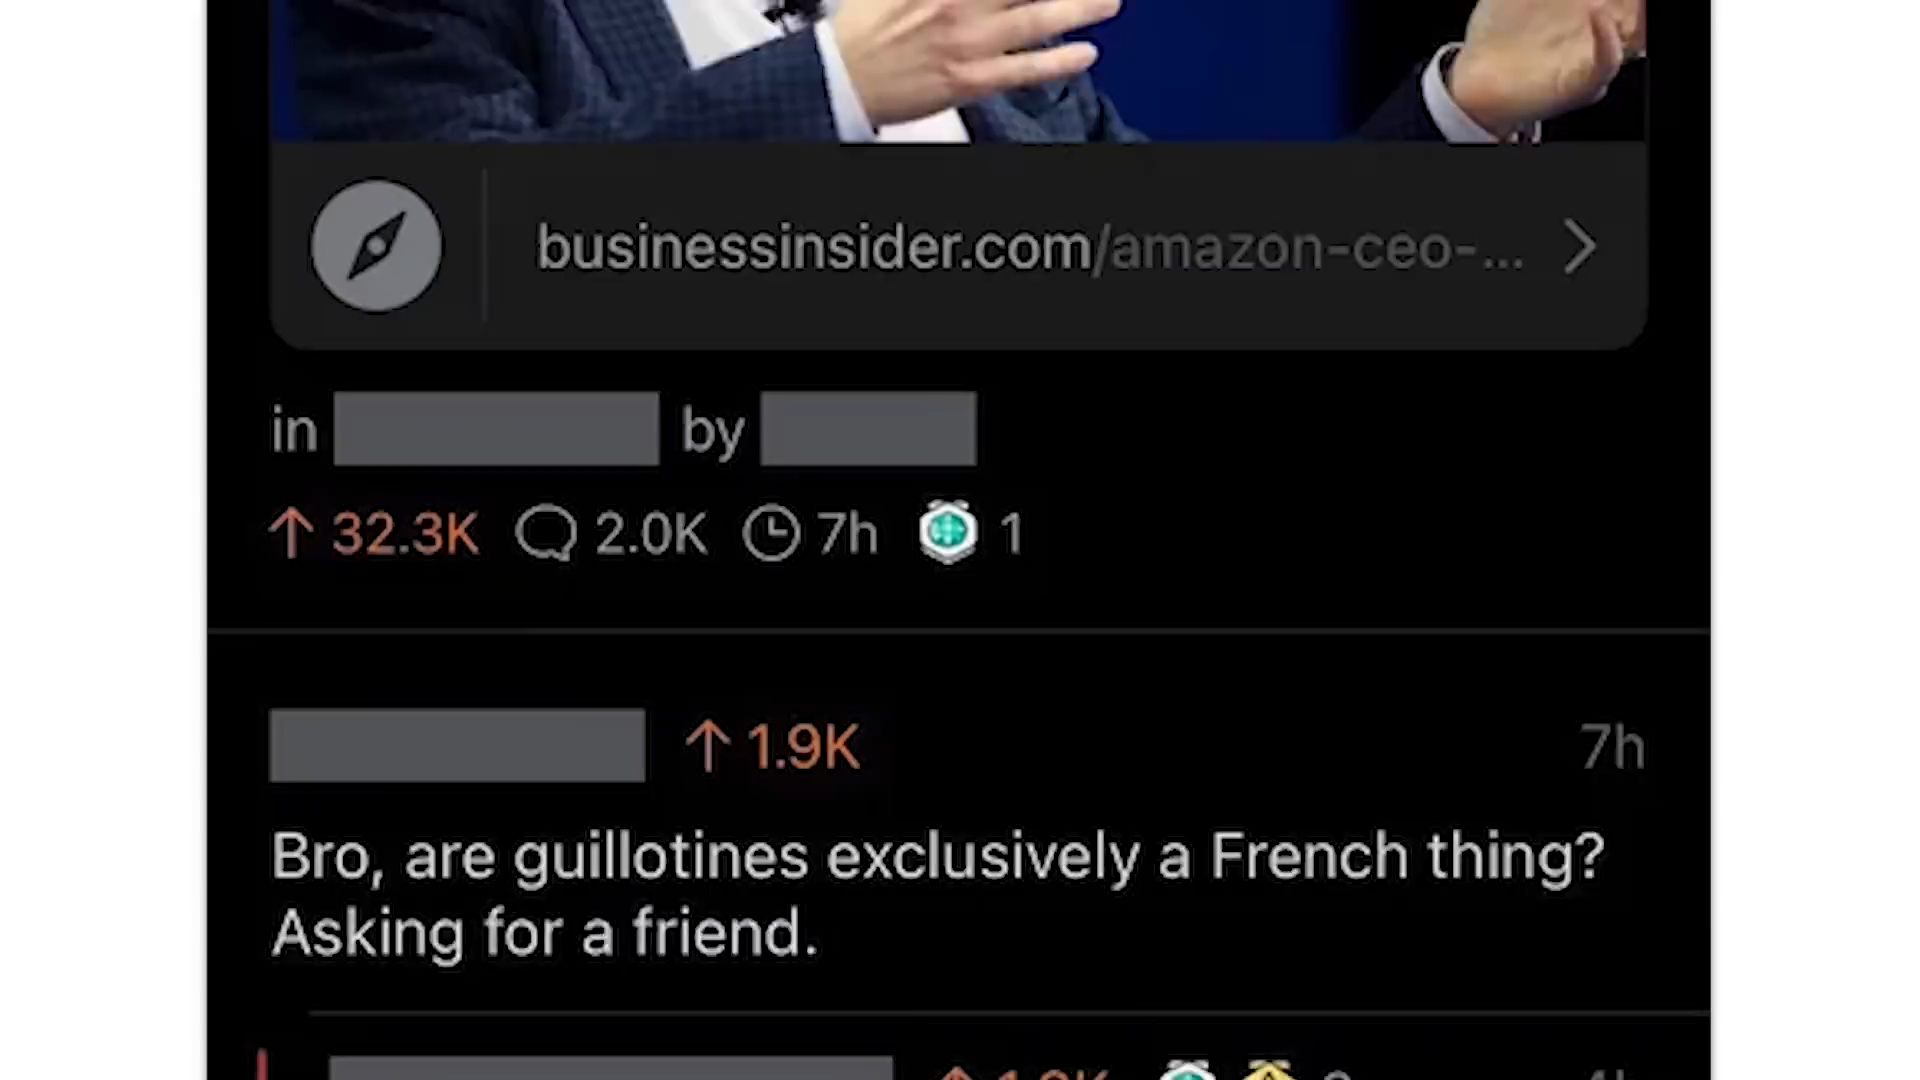 businessinsider.com/amazon-ceo-...
in by
32.3K 2.0K 7h 1
1.9K 7h
Bro, are guillotines exclusively a French thing?
Asking for a friend.